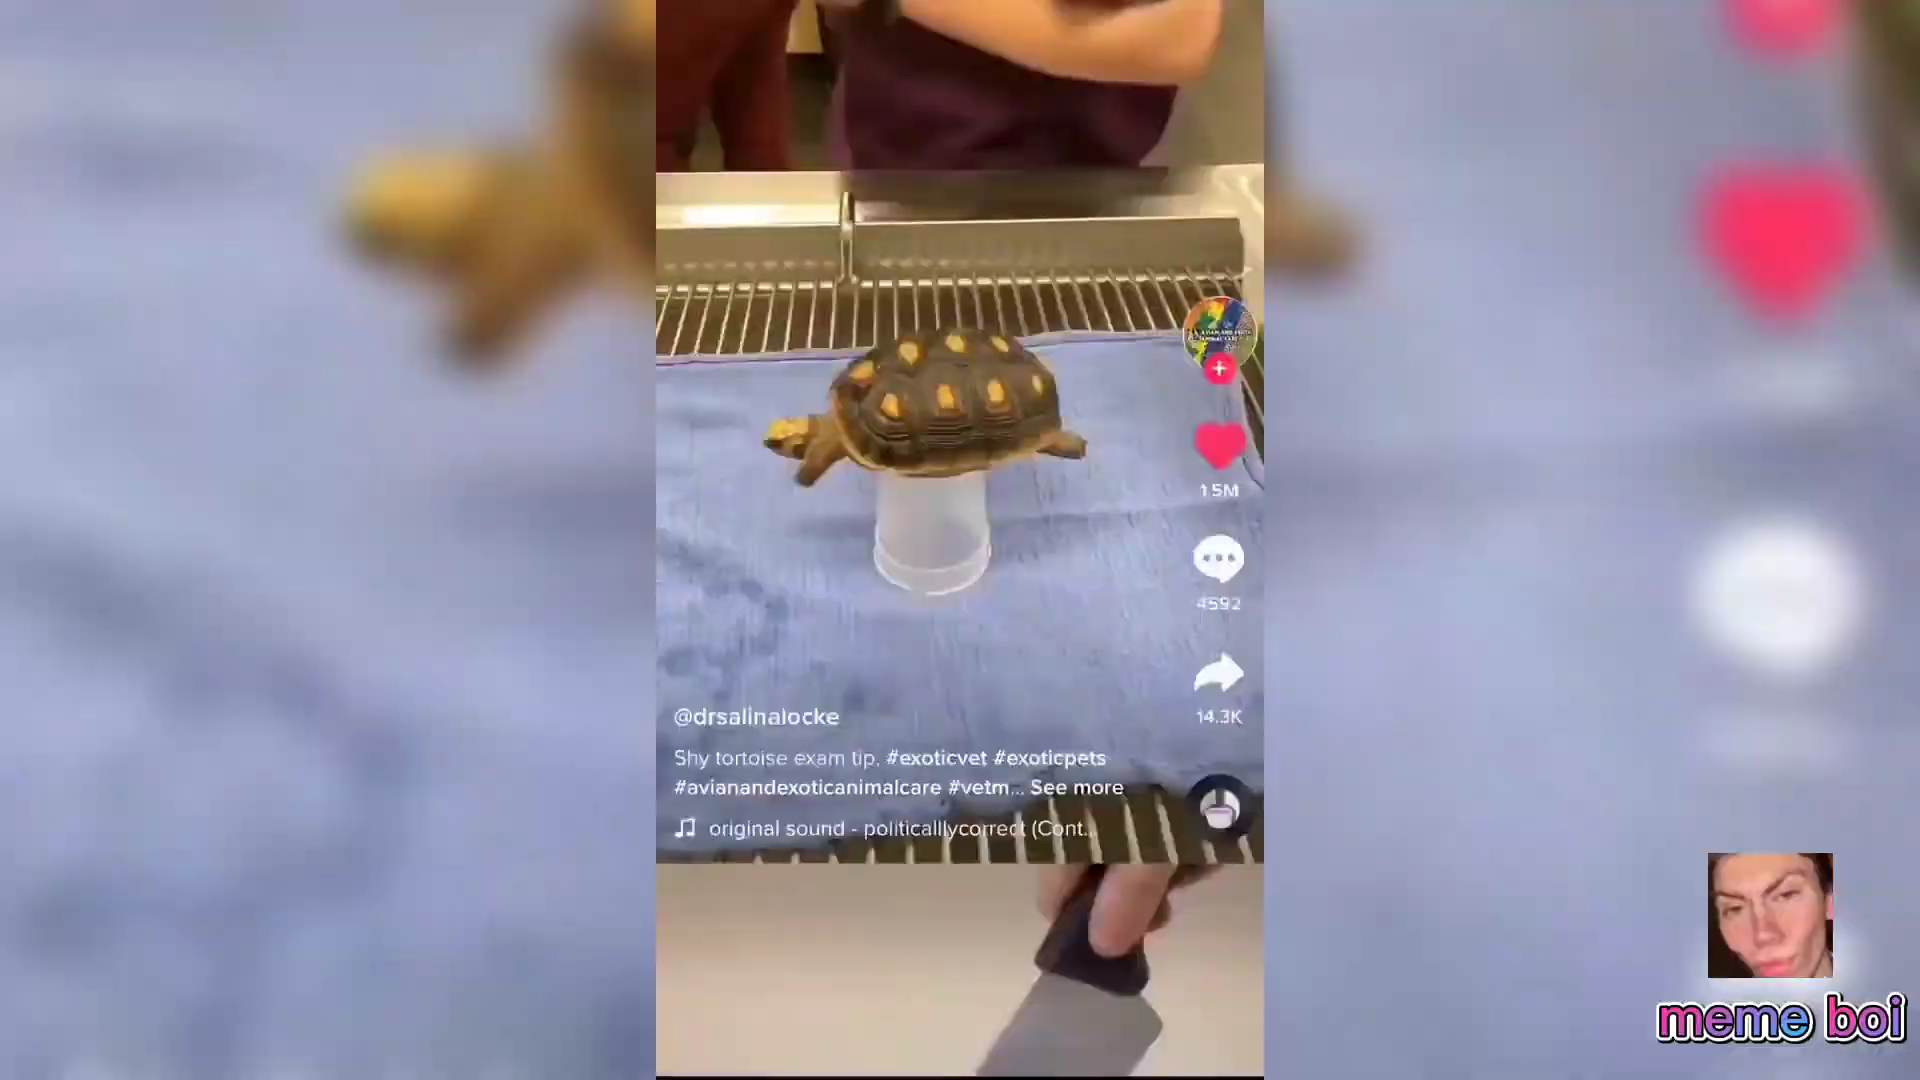 1.5M
4592
14.3K
@drsalinalocke
Shy tortoise exam tip. #exoticvet #exoticpets
#avianandexoticanimalcare #vetm... See more
original sound - politicalllycorrect (Cont...
meme boi